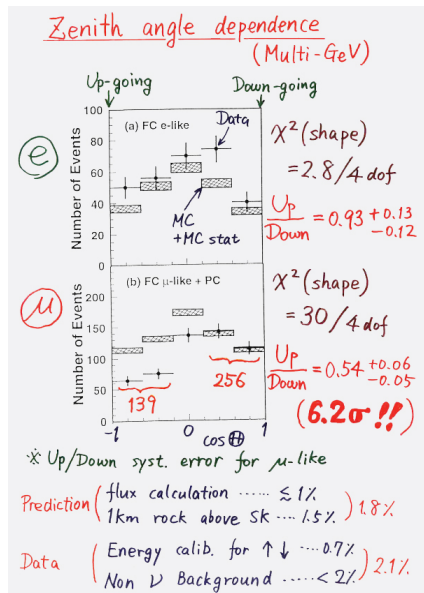 Zenith angle dependence
(Multi-GeV)
Up-going
Down-going
e
Number of Events
100
80
60
40
20
0
(a) FC e-like
Data
MC
+MC stat
χ² (shape)
= 2.8/4 dof
Up/Down = 0.93 +0.13
-0.12
μ
Number of Events
200
150
100
50
0
(b) FC μ-like + PC
139
256
-1 0 1
cos Θ
χ² (shape)
= 30/4 dof
Up/Down = 0.54 +0.06
-0.05
(6.2σ !!)
※ Up/Down syst. error for μ-like
Prediction ( flux calculation ...... ≲ 1%
1km rock above SK .... 1.5% ) 1.8%
Data ( Energy calib. for ↑ ↓ .... 0.7%
Non ν Background ...... < 2% ) 2.1%